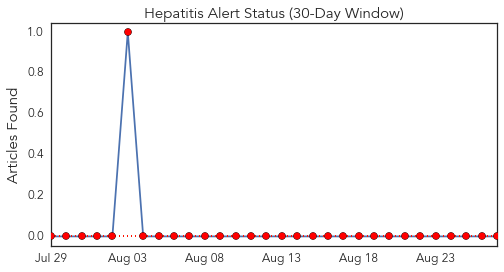 Hepatitis Alert Status (30-Day Window)
Articles Found
1.0
0.8
0.6
0.4
0.2
0.0
Jul 29 Aug 03 Aug 08 Aug 13 Aug 18 Aug 23